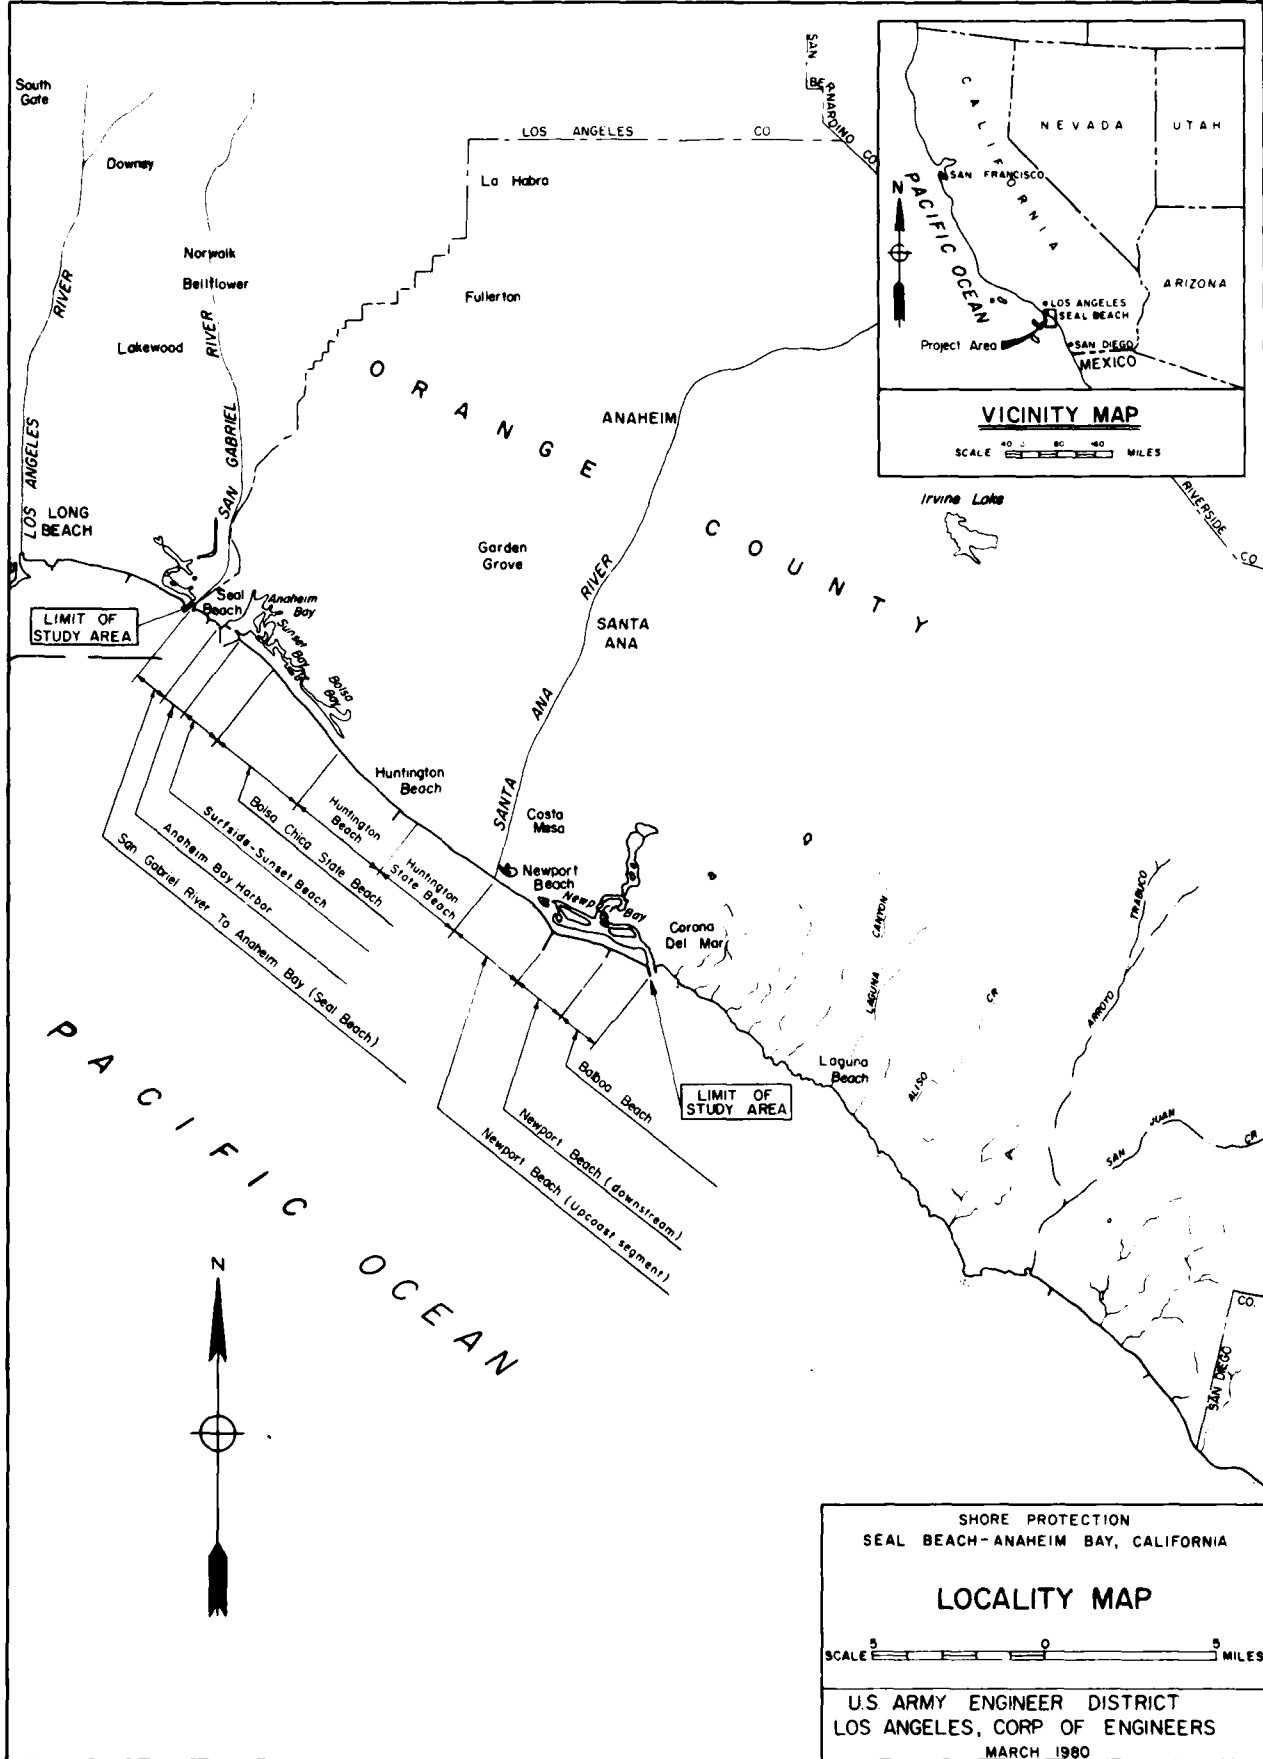 South
Gate
Downey
Norwalk
Bellflower
Lakewood
RIVER
LOS ANGELES
RIVER
SAN GABRIEL
LONG
BEACH
LOS ANGELES CO
SAN BERNARDINO CO
La Habra
Fullerton
ORANGE COUNTY
ANAHEIM
Garden
Grove
SANTA
ANA
SANTA ANA RIVER
Irvine Lake
RIVERSIDE CO
CALIFORNIA
NEVADA
UTAH
ARIZONA
SAN FRANCISCO
N
PACIFIC OCEAN
LOS ANGELES
SEAL BEACH
Project Area
SAN DIEGO
MEXICO
VICINITY MAP
SCALE 40 0 80 160 MILES
LIMIT OF
STUDY AREA
Seal
Beach
Anaheim
Bay
Sunset
Bay
Bolsa
Bay
Huntington
Beach
Costa
Mesa
Newport
Beach
Newp Bay
Corona
Del Mar
Laguna
Beach
LAGUNA CANYON
ALISO CR
ARROYO TRABUCO
SAN JUAN CR
SAN DIEGO CO.
Huntington
Beach
Huntington
State Beach
Bolsa Chica State Beach
Surfside-Sunset Beach
Anaheim Bay Harbor
San Gabriel River To Anaheim Bay (Seal Beach)
Balboa Beach
Newport Beach (downstream)
Newport Beach (Upcoast segment)
LIMIT OF
STUDY AREA
PACIFIC OCEAN
N
SHORE PROTECTION
SEAL BEACH-ANAHEIM BAY, CALIFORNIA
LOCALITY MAP
SCALE 5 0 5 MILES
U.S. ARMY ENGINEER DISTRICT
LOS ANGELES, CORP OF ENGINEERS
MARCH 1980